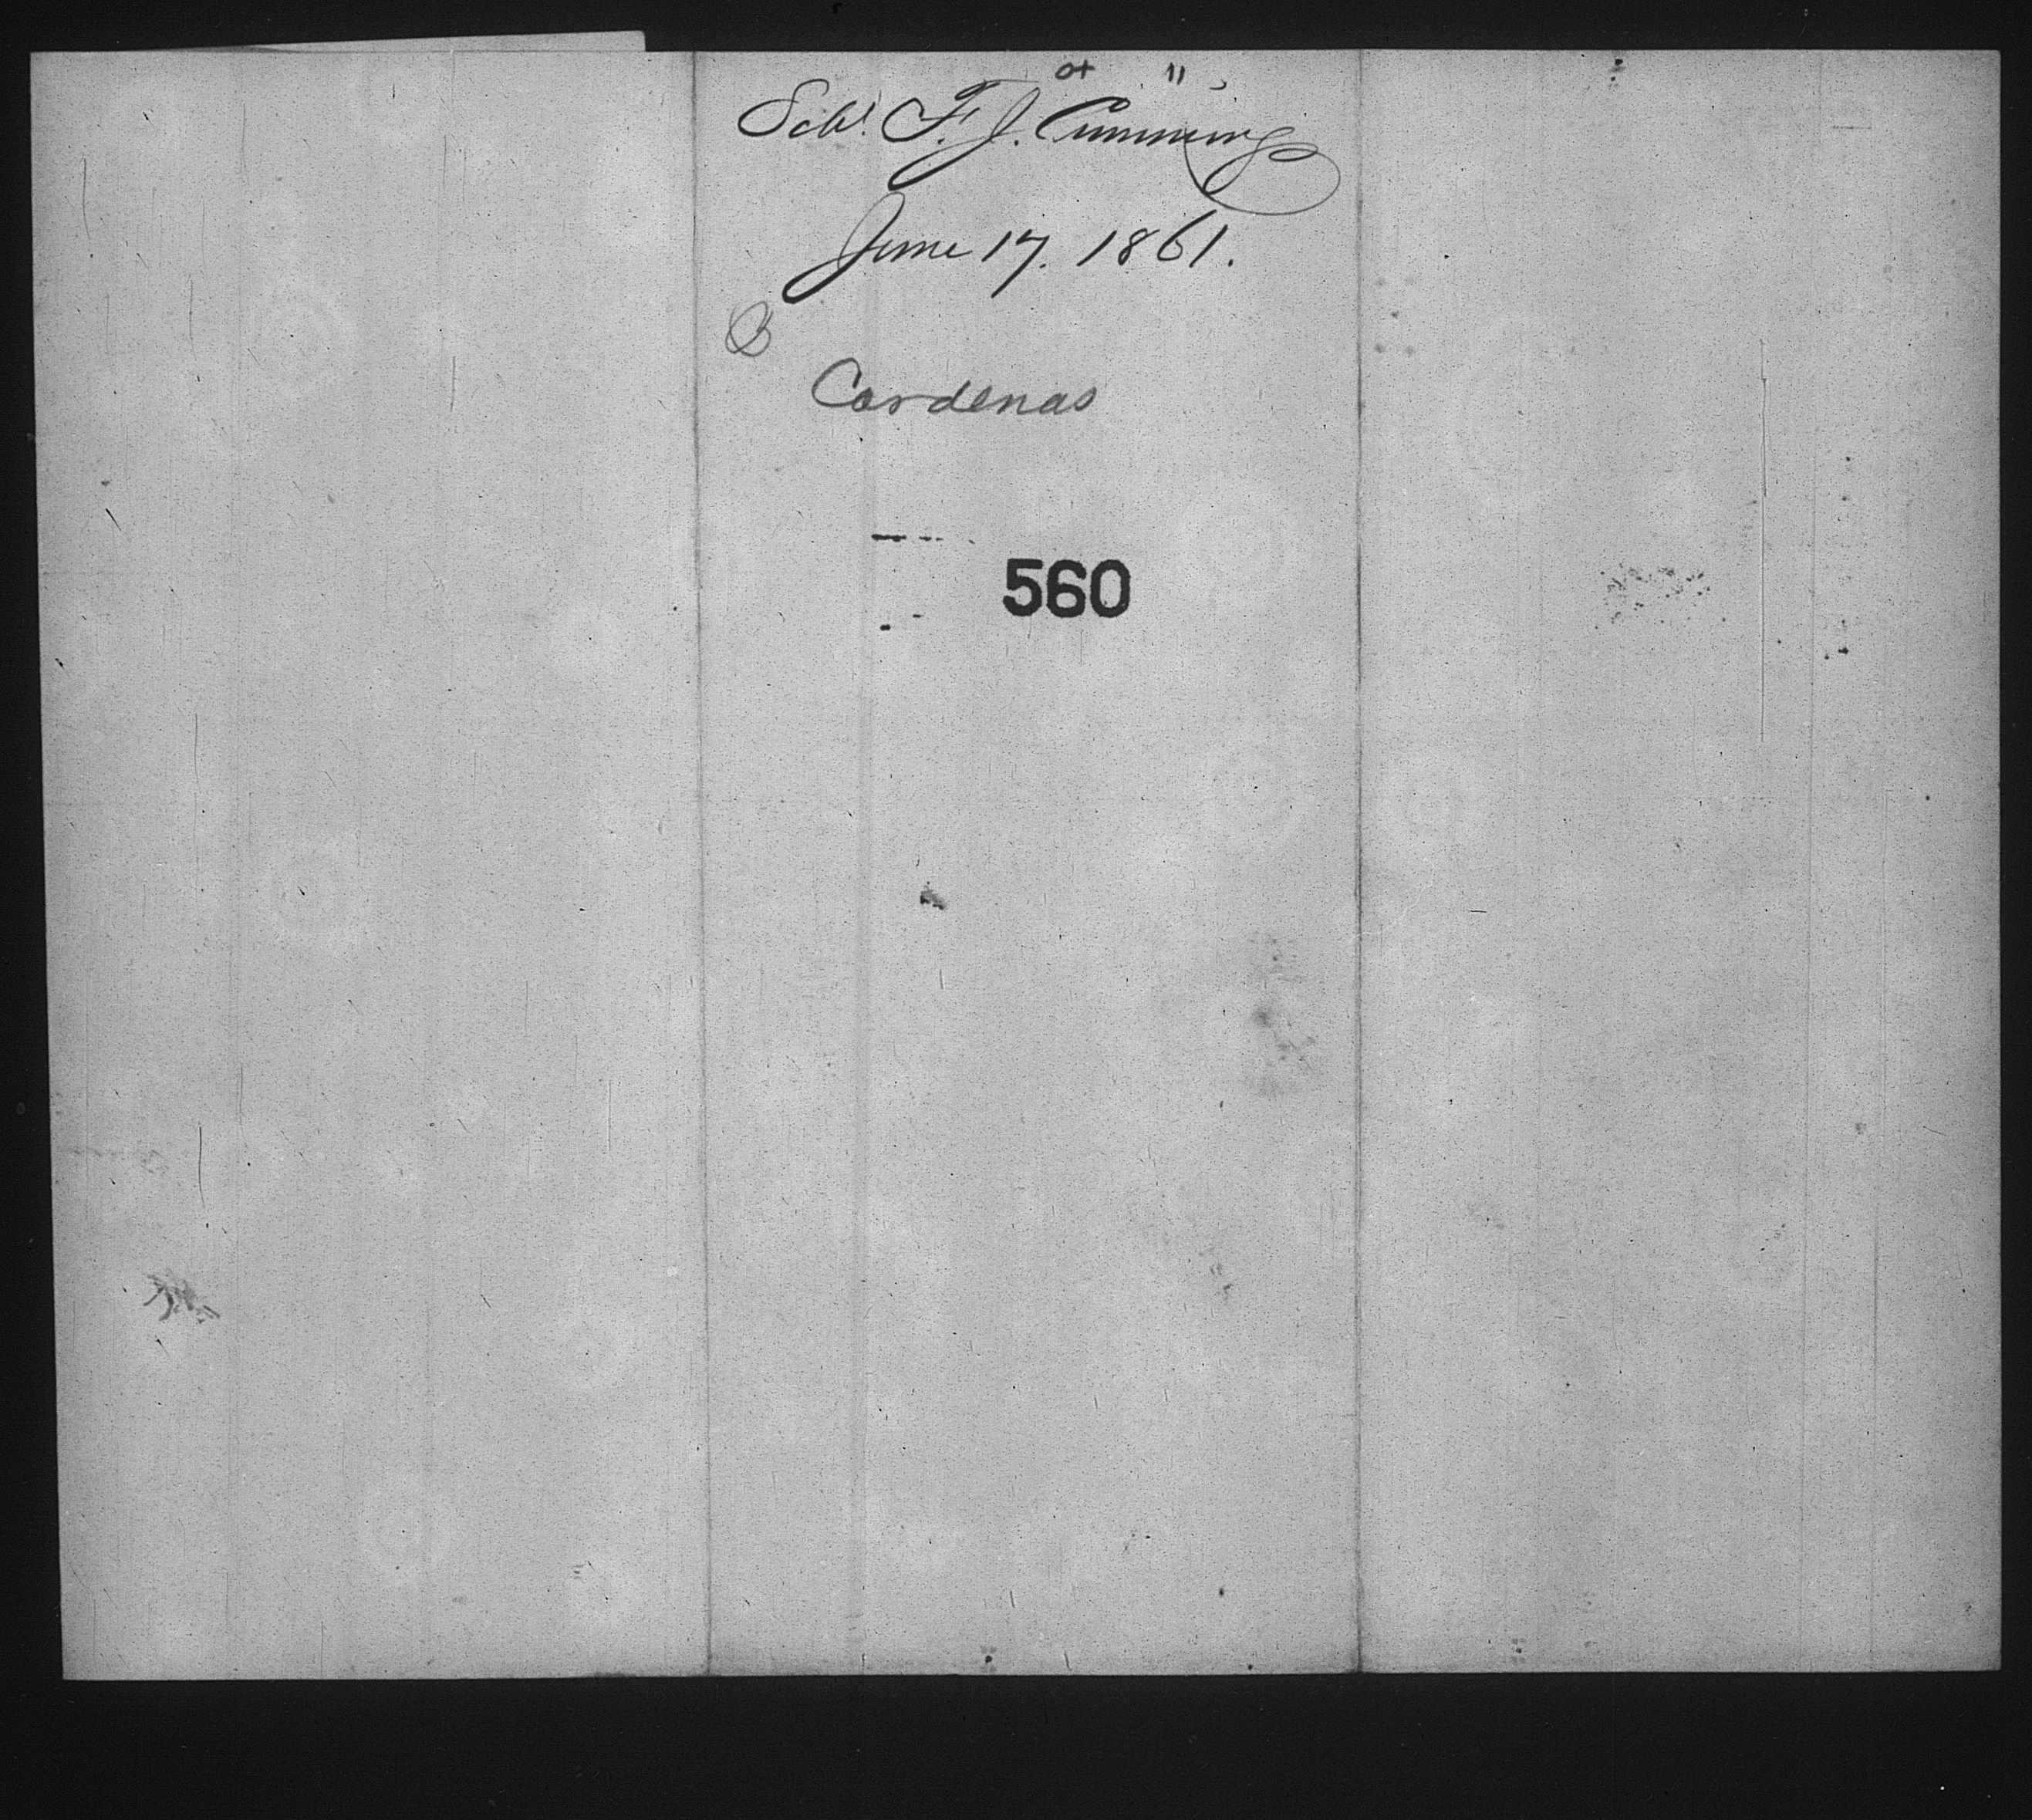 Schr. F. J. Cumming
June 17. 1861.
B
Cardenas
560